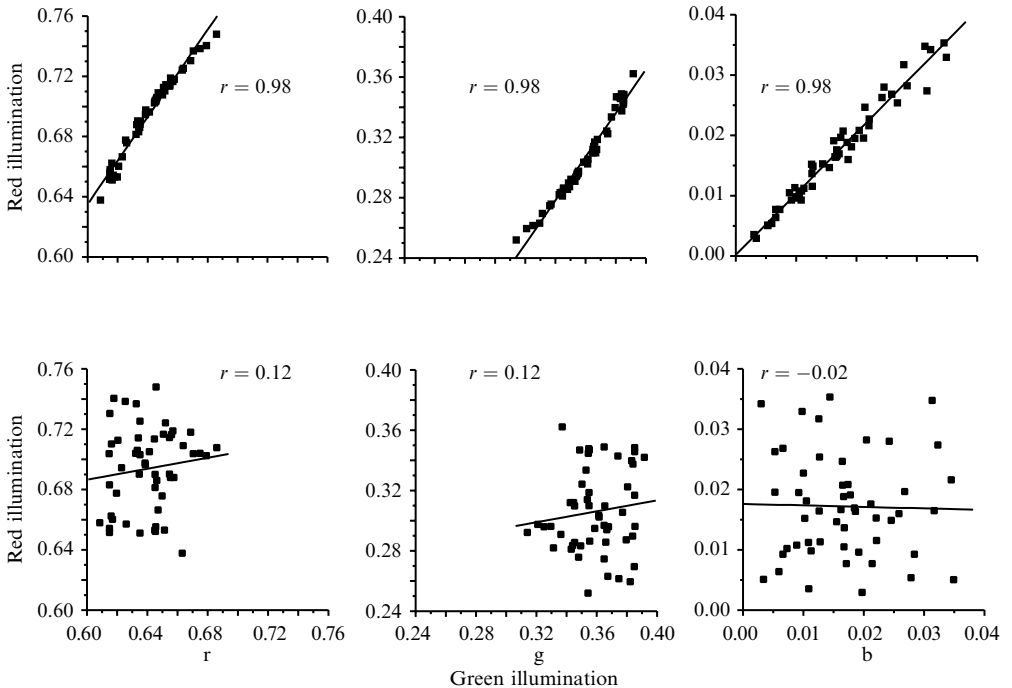 0.76
0.72
0.68
0.64
0.60
Red illumination
r = 0.98
0.40
0.36
0.32
0.28
0.24
r = 0.98
0.04
0.03
0.02
0.01
0.00
r = 0.98
0.76
0.72
0.68
0.64
0.60
Red illumination
r = 0.12
0.60 0.64 0.68 0.72 0.76
r
0.40
0.36
0.32
0.28
0.24
r = 0.12
0.24 0.28 0.32 0.36 0.40
g
Green illumination
0.04
0.03
0.02
0.01
0.00
r = −0.02
0.00 0.01 0.02 0.03 0.04
b